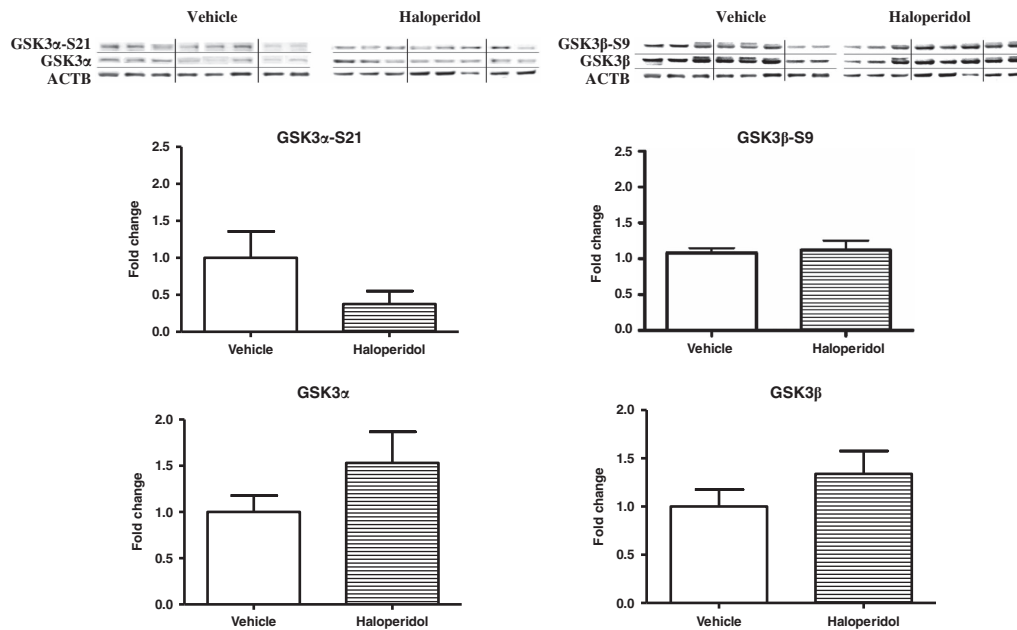 Vehicle Haloperidol
GSK3α-S21
GSK3α
ACTB
Vehicle Haloperidol
GSK3β-S9
GSK3β
ACTB
GSK3α-S21
Fold change
2.5
2.0
1.5
1.0
0.5
0.0
Vehicle Haloperidol
GSK3β-S9
Fold change
2.5
2.0
1.5
1.0
0.5
0.0
Vehicle Haloperidol
GSK3α
Fold change
2.0
1.5
1.0
0.5
0.0
Vehicle Haloperidol
GSK3β
Fold change
2.0
1.5
1.0
0.5
0.0
Vehicle Haloperidol